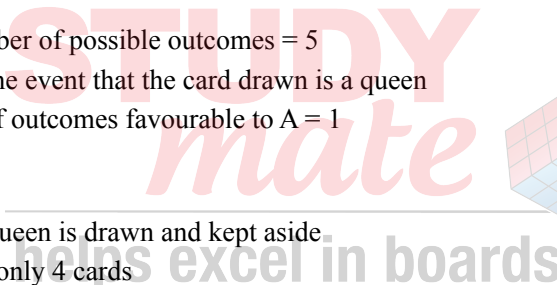 ber of possible outcomes = 5
ne event that the card drawn is a queen
f outcomes favourable to A = 1
STUDY
mate
ueen is drawn and kept aside
only 4 cards
helps excel in boards